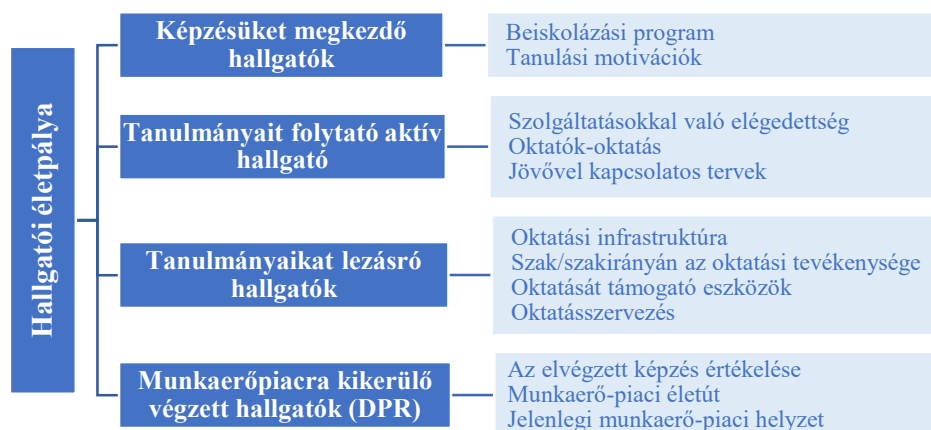 Hallgatói életpálya
Képzésüket megkezdő
hallgatók
Beiskolázási program
Tanulási motivációk
Tanulmányait folytató aktív
hallgató
Szolgáltatásokkal való elégedettség
Oktatók-oktatás
Jövővel kapcsolatos tervek
Tanulmányaikat lezásró
hallgatók
Oktatási infrastruktúra
Szak/szakirányán az oktatási tevékenysége
Oktatását támogató eszközök
Oktatásszervezés
Munkaerőpiacra kikerülő
végzett hallgatók (DPR)
Az elvégzett képzés értékelése
Munkaerő-piaci életút
Jelenlegi munkaerő-piaci helyzet